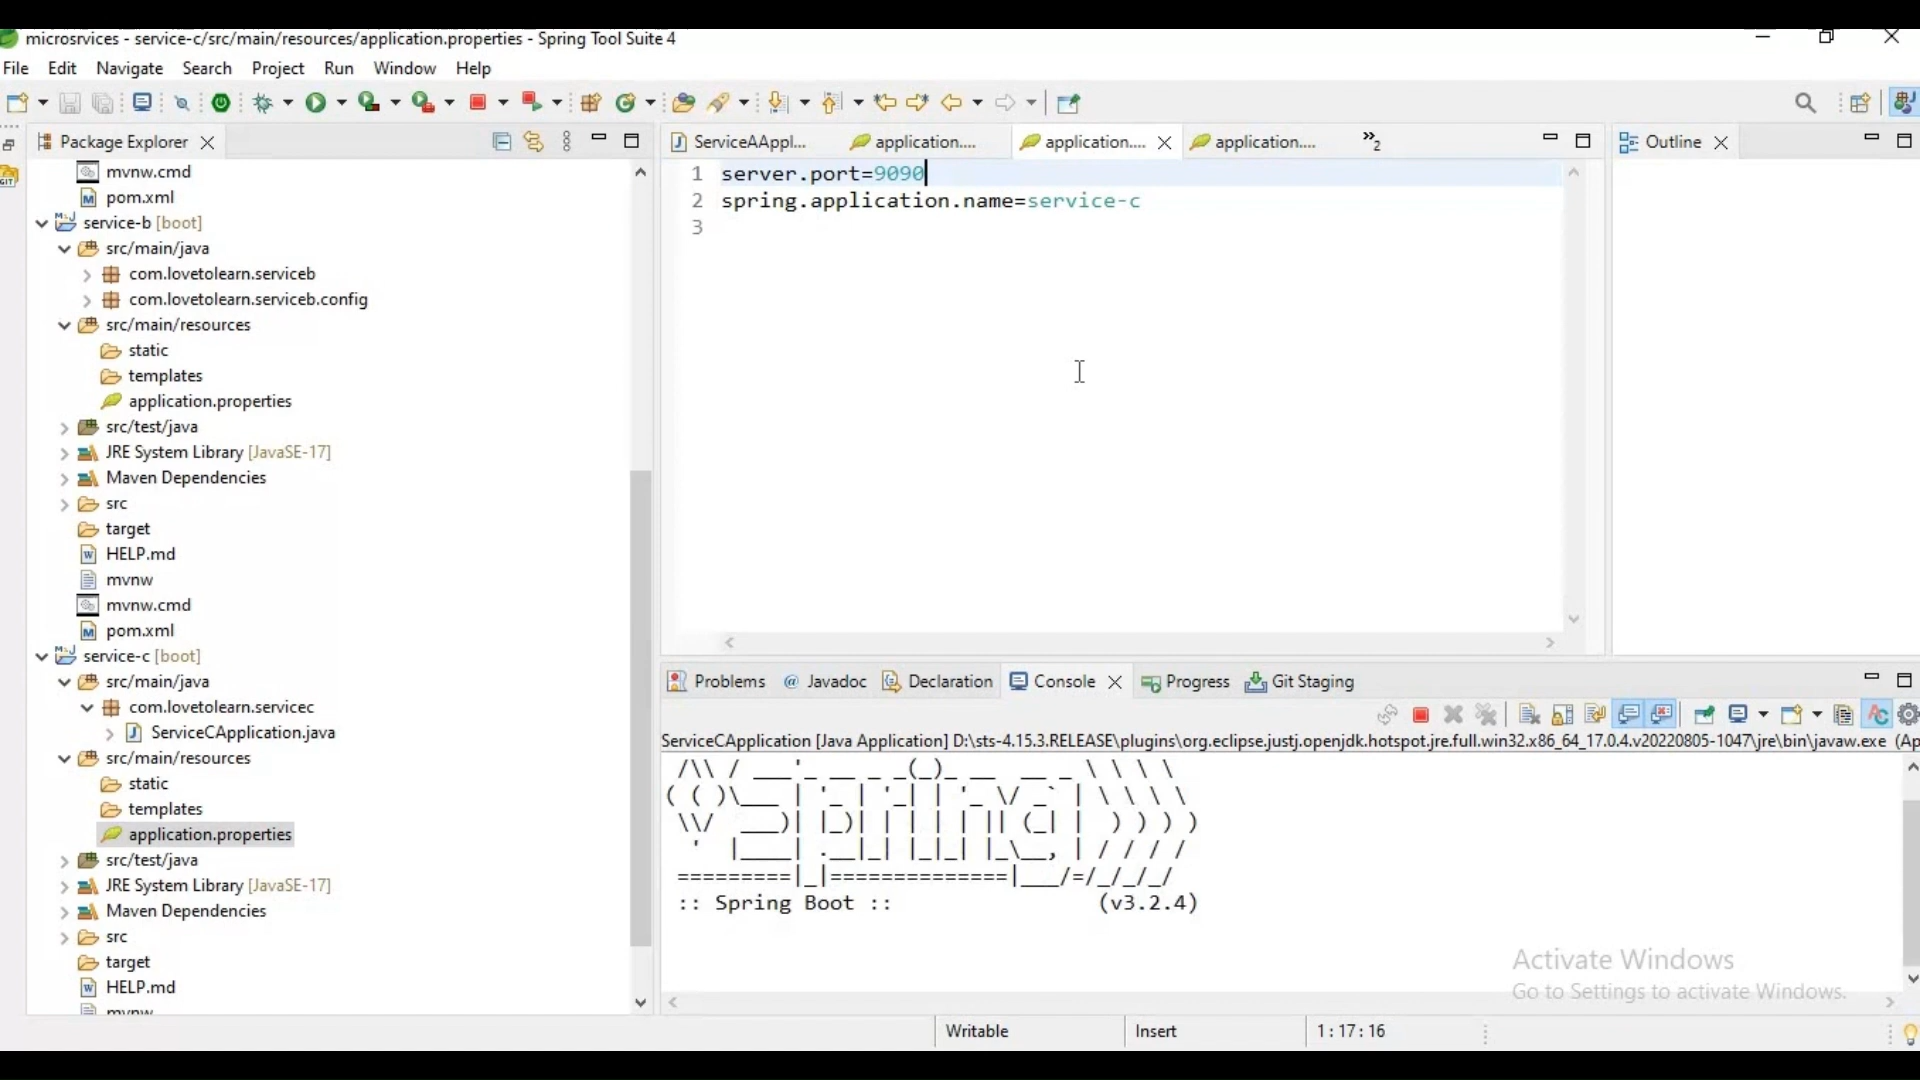 microsrvices - service-c/src/main/resources/application.properties - Spring Tool Suite 4
File Edit Navigate Search Project Run Window Help
Package Explorer
mvnw.cmd
pom.xml
service-b [boot]
src/main/java
com.lovetolearn.serviceb
com.lovetolearn.serviceb.config
src/main/resources
static
templates
application.properties
src/test/java
JRE System Library [JavaSE-17]
Maven Dependencies
src
target
HELP.md
mvnw
mvnw.cmd
pom.xml
service-c [boot]
src/main/java
com.lovetolearn.servicec
ServiceCApplication.java
src/main/resources
static
templates
application.properties
src/test/java
JRE System Library [JavaSE-17]
Maven Dependencies
src
target
HELP.md
mvnw
ServiceAAppl... application.... application.... application.... »2
1 server.port=9090
2 spring.application.name=service-c
3
Outline
Problems @ Javadoc Declaration Console Progress Git Staging
ServiceCApplication [Java Application] D:\sts-4.15.3.RELEASE\plugins\org.eclipse.justj.openjdk.hotspot.jre.full.win32.x86_64_17.0.4.v20220805-1047\jre\bin\javaw.exe (Ap
Spring
:: Spring Boot :: (v3.2.4)
Activate Windows
Go to Settings to activate Windows.
Writable Insert 1:17:16